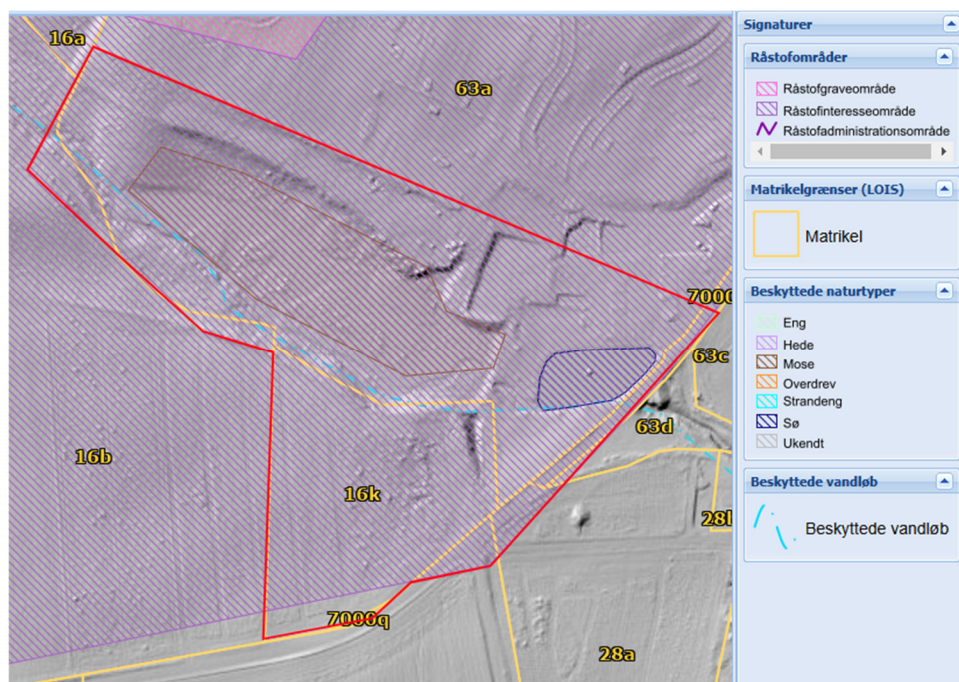 16a
63a
7000
63c
63d
16b
16k
28
7000q
28a
Signaturer
Råstofområder
Råstofgraveområde
Råstofinteresseområde
Råstofadministrationsområde
Matrikelgrænser (LOIS)
Matrikel
Beskyttede naturtyper
Eng
Hede
Mose
Overdrev
Strandeng
Sø
Ukendt
Beskyttede vandløb
Beskyttede vandløb